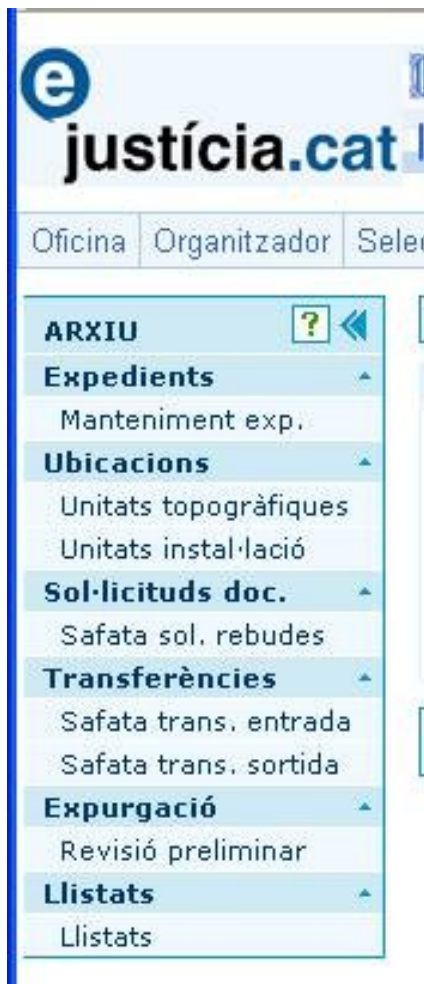 e
justícia.cat
Oficina Organitzador
ARXIU ?
Expedients
Manteniment exp.
Ubicacions
Unitats topogràfiques
Unitats instal·lació
Sol·licituds doc.
Safata sol. rebudes
Transferències
Safata trans. entrada
Safata trans. sortida
Expurgació
Revisió preliminar
Llistats
Llistats